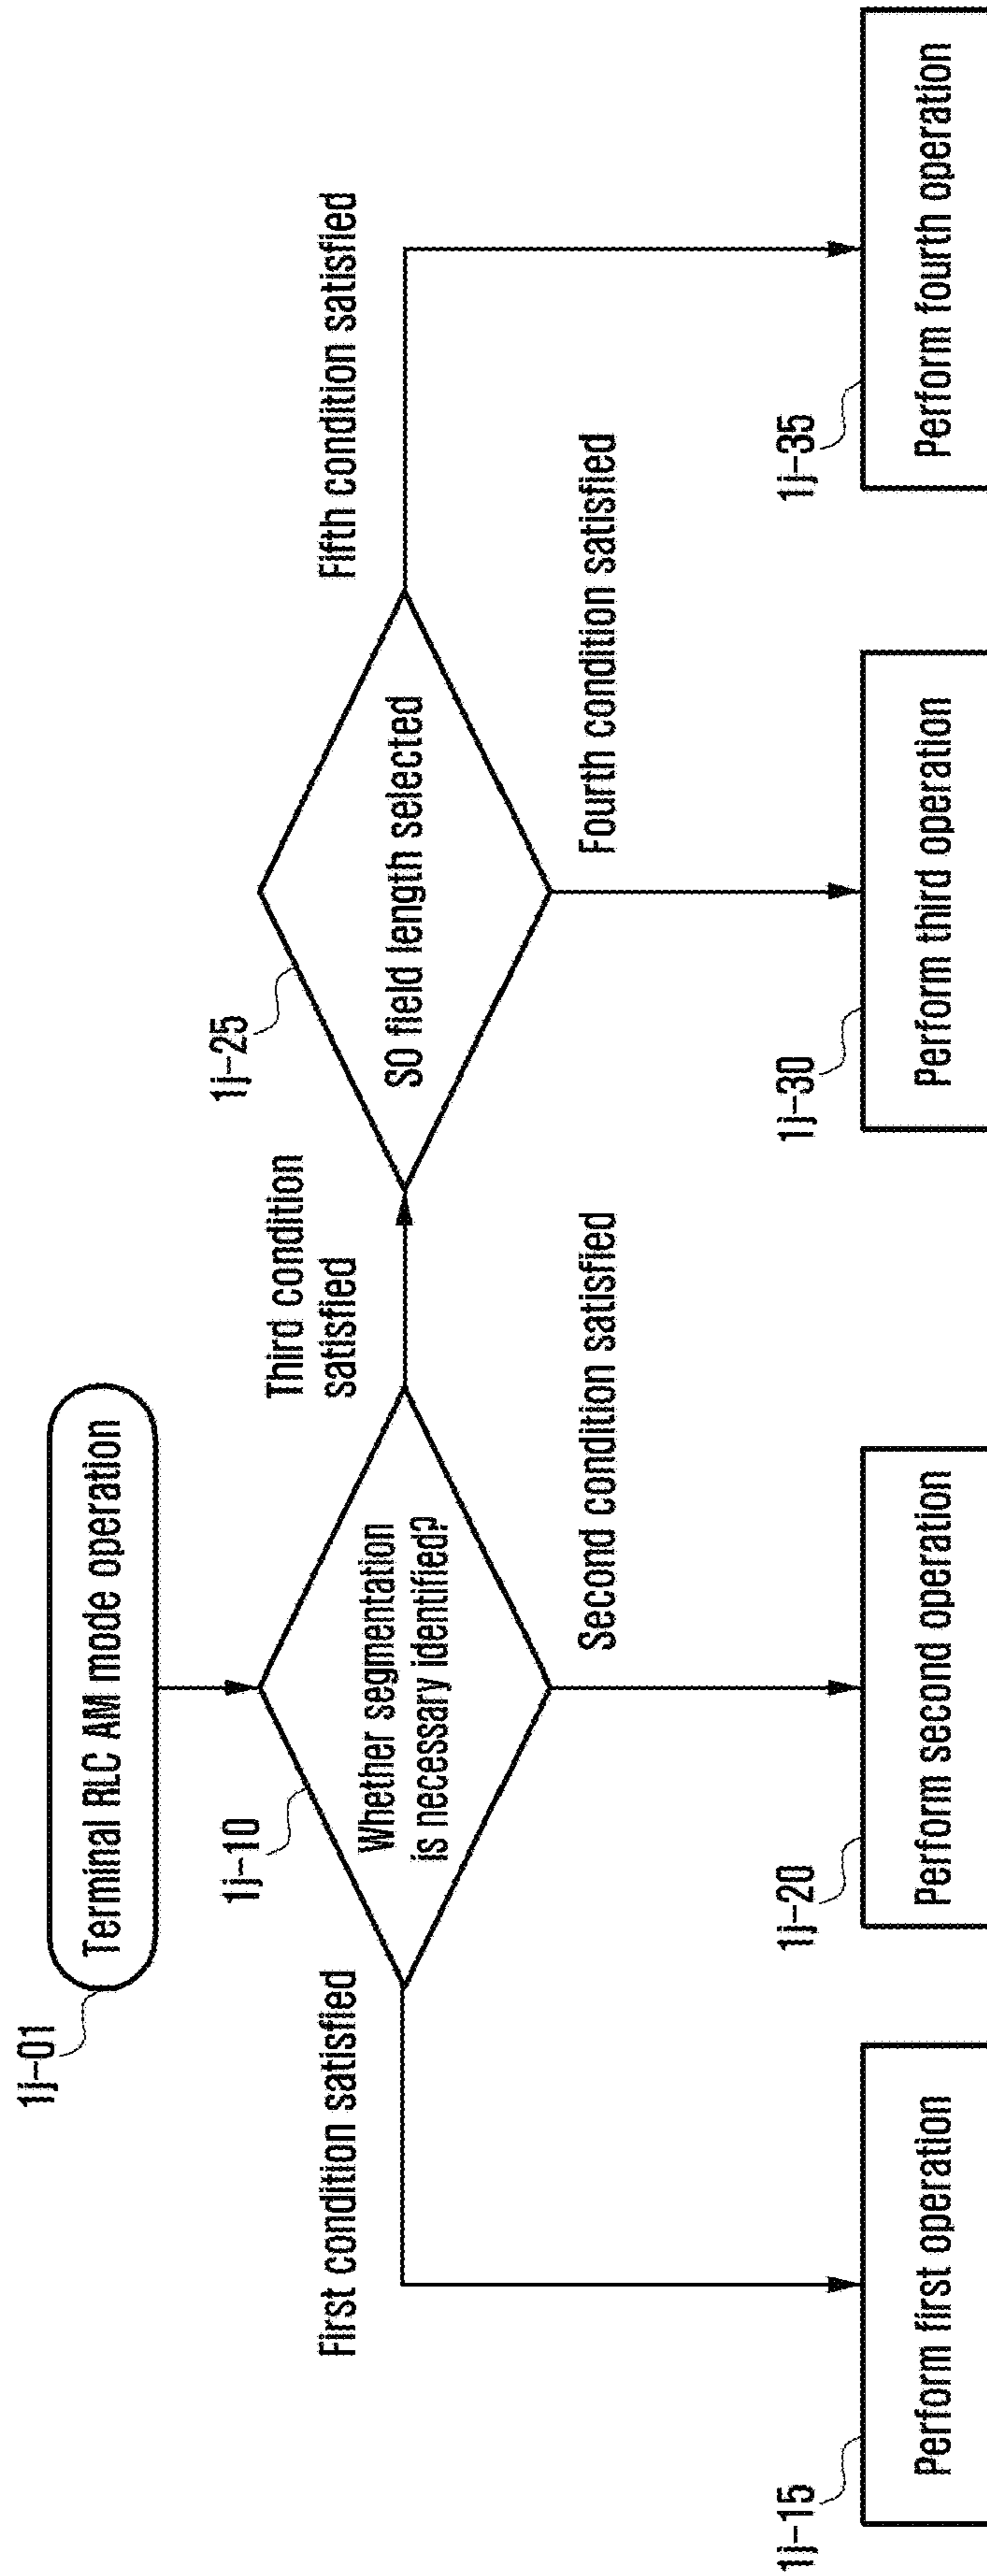 1j-01
Terminal RLC AM mode operation
1j-10
Whether segmentation
is necessary identified?
First condition satisfied
Second condition satisfied
Third condition
satisfied
1j-25
SO field length selected
Fourth condition satisfied
Fifth condition satisfied
1j-15
Perform first operation
1j-20
Perform second operation
1j-30
Perform third operation
1j-35
Perform fourth operation